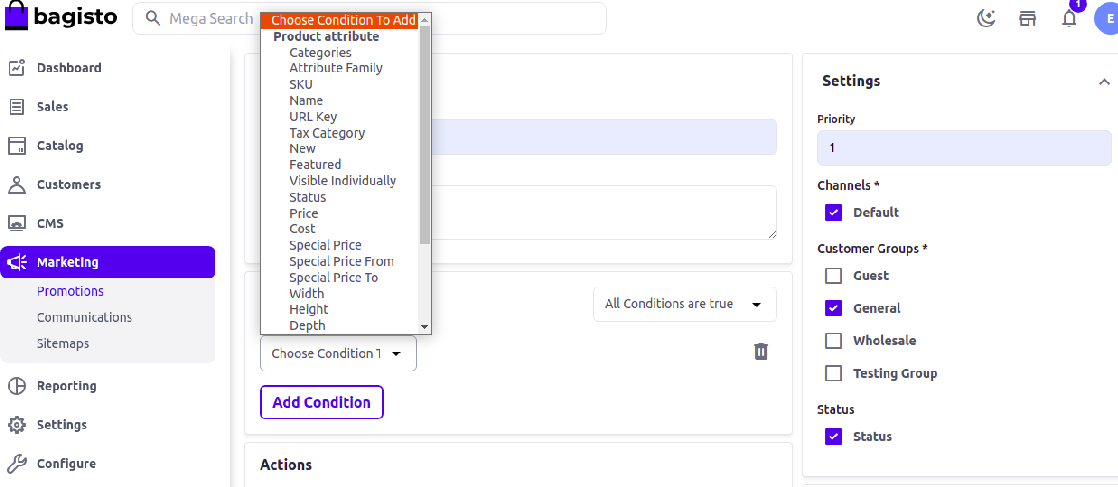 bagisto
Mega Search
1
E
Dashboard
Sales
Catalog
Customers
CMS
Marketing
Promotions
Communications
Sitemaps
Reporting
Settings
Configure
Choose Condition To Add
Product attribute
Categories
Attribute Family
SKU
Name
URL Key
Tax Category
New
Featured
Visible Individually
Status
Price
Cost
Special Price
Special Price From
Special Price To
Width
Height
Depth
All Conditions are true
Choose Condition T
Add Condition
Actions
Settings
Priority
1
Channels *
Default
Customer Groups *
Guest
General
Wholesale
Testing Group
Status
Status